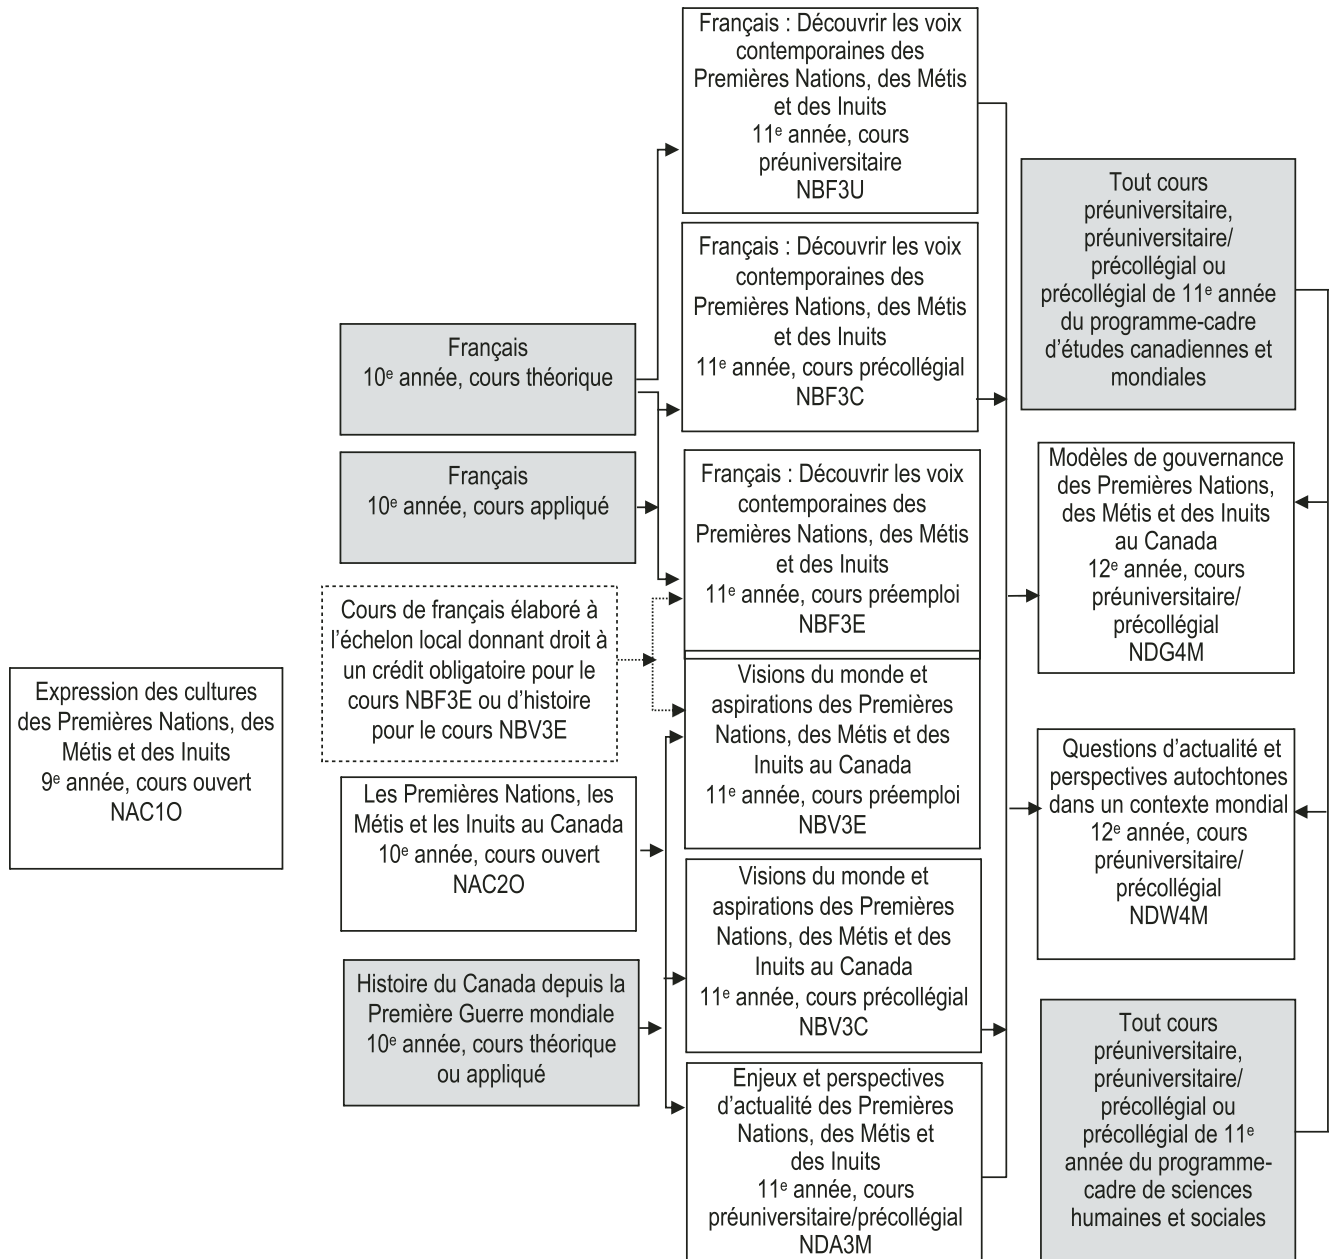 Expression des cultures
des Premières Nations, des
Métis et des Inuits
9e année, cours ouvert
NAC1O
Français
10e année, cours théorique
Français
10e année, cours appliqué
Cours de français élaboré à
l’échelon local donnant droit à
un crédit obligatoire pour le
cours NBF3E ou d’histoire
pour le cours NBV3E
Les Premières Nations, les
Métis et les Inuits au Canada
10e année, cours ouvert
NAC2O
Histoire du Canada depuis la
Première Guerre mondiale
10e année, cours théorique
ou appliqué
Français : Découvrir les voix
contemporaines des
Premières Nations, des Métis
et des Inuits
11e année, cours
préuniversitaire
NBF3U
Français : Découvrir les voix
contemporaines des
Premières Nations, des Métis
et des Inuits
11e année, cours précollégial
NBF3C
Français : Découvrir les voix
contemporaines des
Premières Nations, des Métis
et des Inuits
11e année, cours préemploi
NBF3E
Visions du monde et
aspirations des Premières
Nations, des Métis et des
Inuits au Canada
11e année, cours préemploi
NBV3E
Visions du monde et
aspirations des Premières
Nations, des Métis et des
Inuits au Canada
11e année, cours précollégial
NBV3C
Enjeux et perspectives
d’actualité des Premières
Nations, des Métis et
des Inuits
11e année, cours
préuniversitaire/précollégial
NDA3M
Tout cours
préuniversitaire,
préuniversitaire/
précollégial ou
précollégial de 11e année
du programme-cadre
d’études canadiennes et
mondiales
Modèles de gouvernance
des Premières Nations,
des Métis et des Inuits
au Canada
12e année, cours
préuniversitaire/
précollégial
NDG4M
Questions d’actualité et
perspectives autochtones
dans un contexte mondial
12e année, cours
préuniversitaire/
précollégial
NDW4M
Tout cours
préuniversitaire,
préuniversitaire/
précollégial ou
précollégial de 11e
année du programme-
cadre de sciences
humaines et sociales